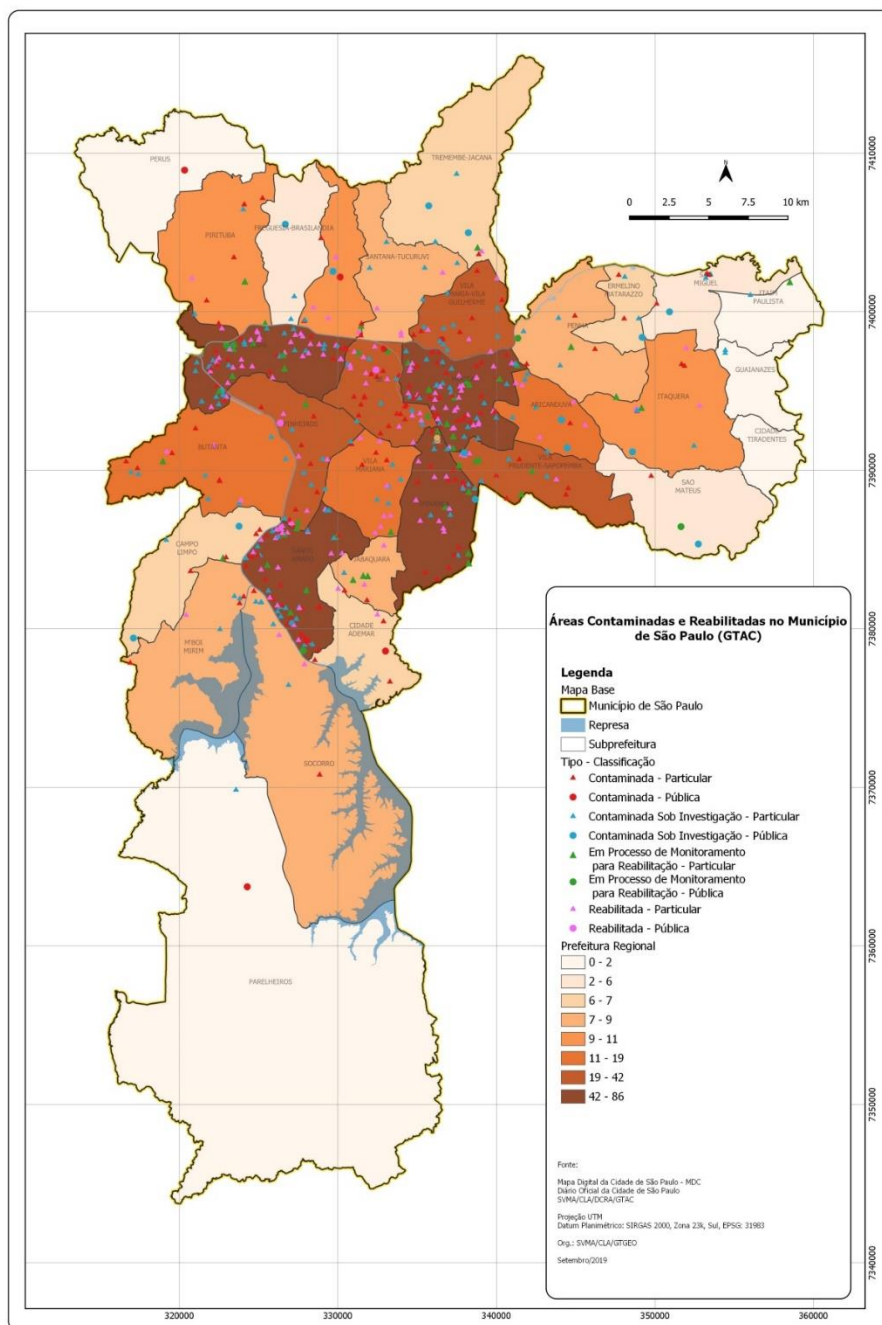 PERUS
TREMEMBE-JACANA
PIRITUBA
FREGUESIA-BRASILANDIA
SANTANA-TUCURUVI
VILA
MARIA-VILA
GUILHERME
ERMELINO
MATARAZZO
MIGUEL
ITAIM
PAULISTA
PENHA
GUAIANAZES
ITAQUERA
CIDADE
TIRADENTES
ARICANDUVA
PINHEIROS
BUTANTA
VILA
MARIANA
VILA
PRUDENTE-SAPOPEMBA
SAO
MATEUS
CAMPO
LIMPO
SANTO
JABAQUARA
CIDADE
ADEMAR
M'BOI
MIRIM
SOCORRO
PARELHEIROS
N
0 2.5 5 7.5 10 km
7410000
7400000
7390000
7380000
7370000
7360000
7350000
7340000
320000 330000 340000 350000 360000
Áreas Contaminadas e Reabilitadas no Município
de São Paulo (GTAC)
Legenda
Mapa Base
Município de São Paulo
Represa
Subprefeitura
Tipo - Classificação
Contaminada - Particular
Contaminada - Pública
Contaminada Sob Investigação - Particular
Contaminada Sob Investigação - Pública
Em Processo de Monitoramento
para Reabilitação - Particular
Em Processo de Monitoramento
para Reabilitação - Pública
Reabilitada - Particular
Reabilitada - Pública
Prefeitura Regional
0 - 2
2 - 6
6 - 7
7 - 9
9 - 11
11 - 19
19 - 42
42 - 86
Fonte:
Mapa Digital da Cidade de São Paulo - MDC
Diário Oficial da Cidade de São Paulo
SVMA/CLA/DCRA/GTAC
Projeção UTM
Datum Planimétrico: SIRGAS 2000, Zona 23k, Sul, EPSG: 31983
Org.: SVMA/CLA/GTGEO
Setembro/2019